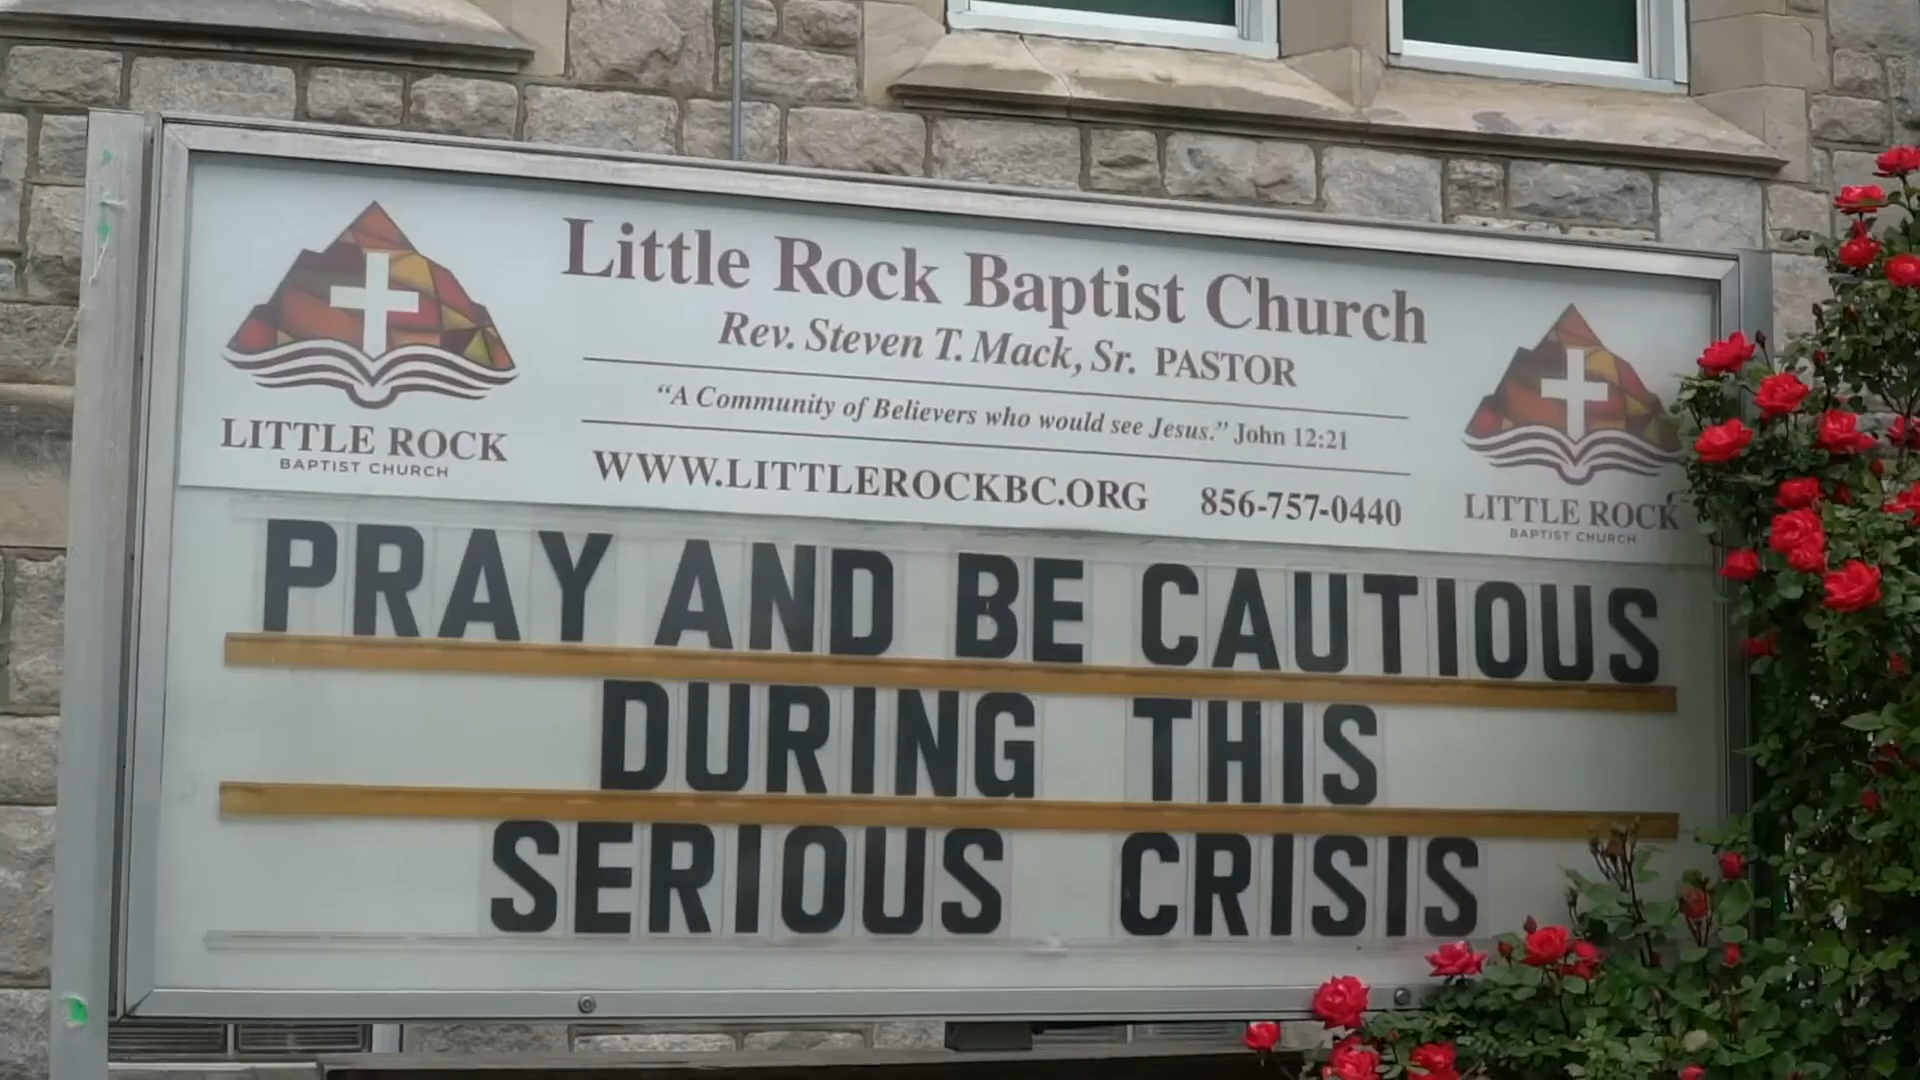 Little Rock Baptist Church
Rev. Steven T. Mack, Sr. PASTOR
“A Community of Believers who would see Jesus.” John 12:21
WWW.LITTLEROCKBC.ORG 856-757-0440
LITTLE ROCK
BAPTIST CHURCH
LITTLE ROCK
BAPTIST CHURCH
PRAY AND BE CAUTIOUS
DURING THIS
SERIOUS CRISIS